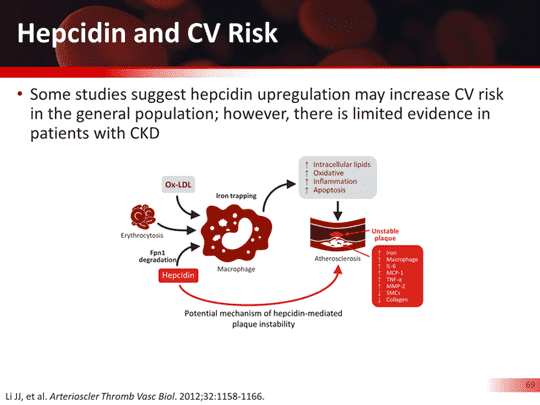 Hepcidin and CV Risk
• Some studies suggest hepcidin upregulation may increase CV risk
in the general population; however, there is limited evidence in
patients with CKD
↑ Intracellular lipids
↑ Oxidative
↑ Inflammation
↑ Apoptosis
Ox-LDL
Iron trapping
Erythrocytosis
Fpn1
degradation
Hepcidin
Macrophage
Atherosclerosis
Unstable
plaque
↑ Iron
↑ Macrophage
↑ IL-6
↑ MCP-1
↑ TNF-α
↑ MMP-2
↓ SMCs
↓ Collagen
Potential mechanism of hepcidin-mediated
plaque instability
69
Li JJ, et al. Arterioscler Thromb Vasc Biol. 2012;32:1158-1166.